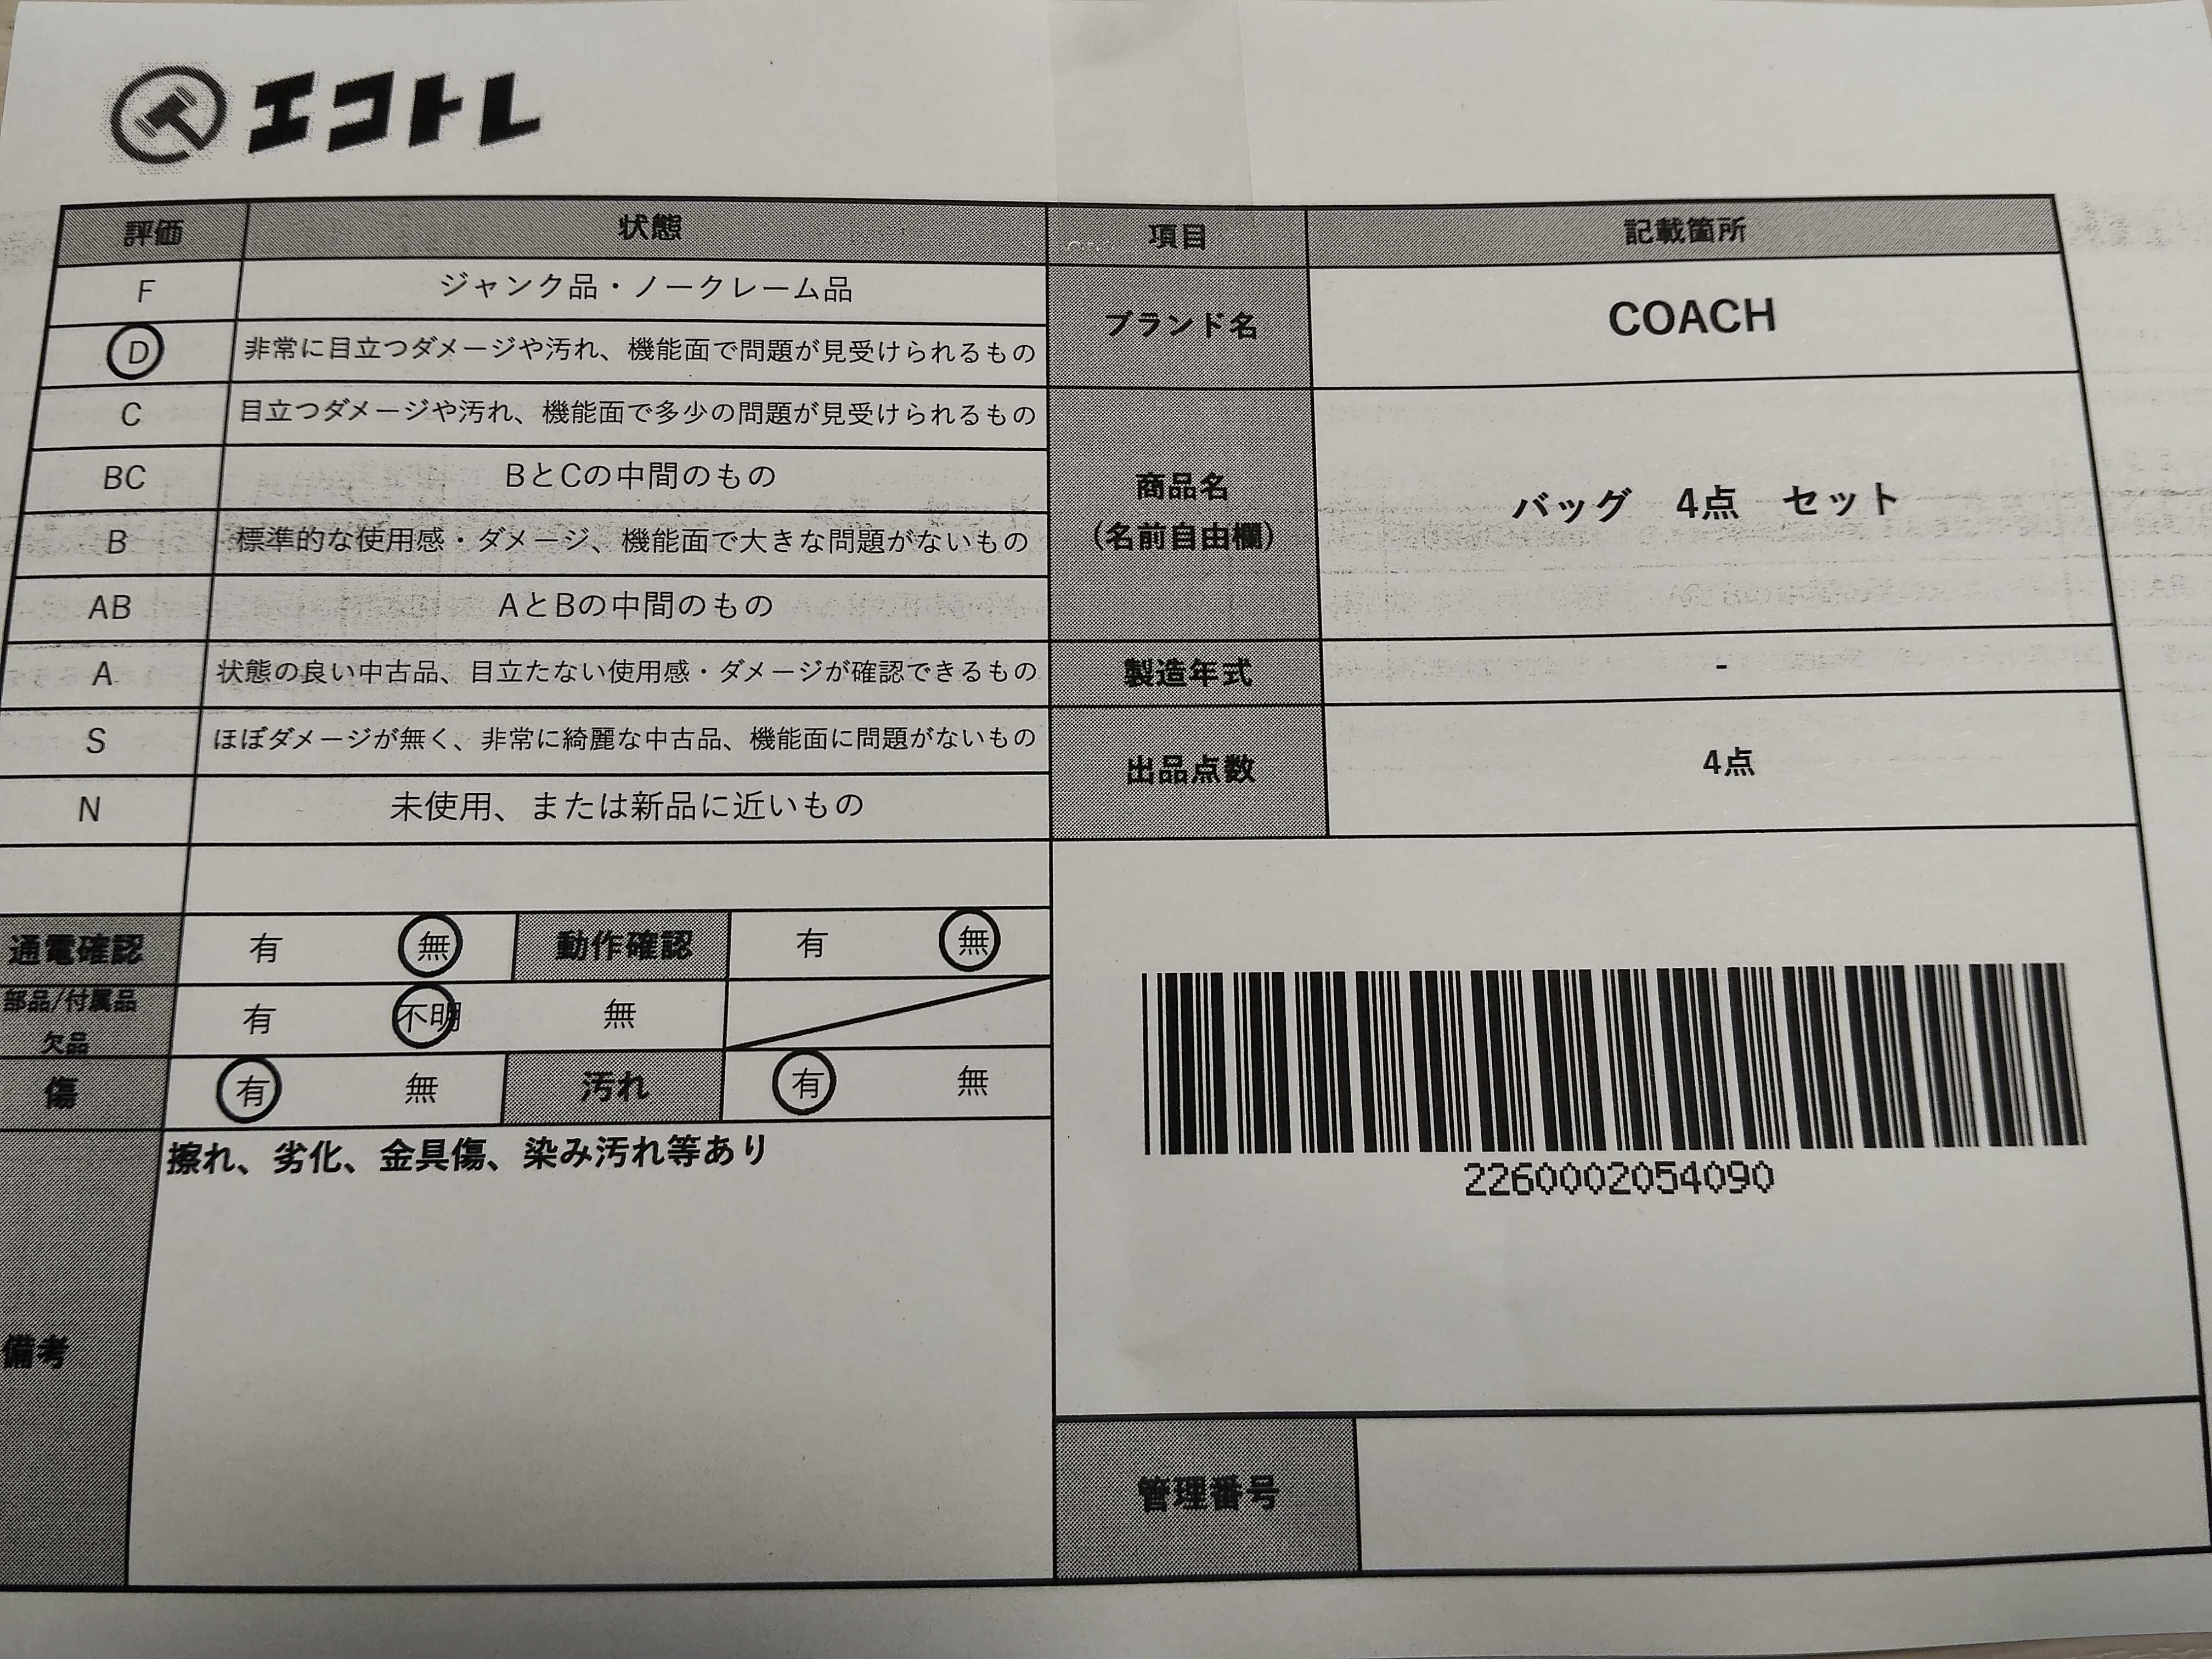 エコトレ
評価 状態 項目 記載箇所
F ジャンク品・ノークレーム品
D 非常に目立つダメージや汚れ、機能面で問題が見受けられるもの
ブランド名 COACH
C 目立つダメージや汚れ、機能面で多少の問題が見受けられるもの
BC BとCの中間のもの
B 標準的な使用感・ダメージ、機能面で大きな問題がないもの
AB AとBの中間のもの
商品名
(名前自由欄)
バッグ 4点 セット
A 状態の良い中古品、目立たない使用感・ダメージが確認できるもの
製造年式 -
S ほぼダメージが無く、非常に綺麗な中古品、機能面に問題がないもの
N 未使用、または新品に近いもの
出品点数 4点
通電確認 有 無 動作確認 有 無
部品/付属品
欠品
有 不明 無
傷 有 無 汚れ 有 無
備考
擦れ、劣化、金具傷、染み汚れ等あり
2260002054090
管理番号